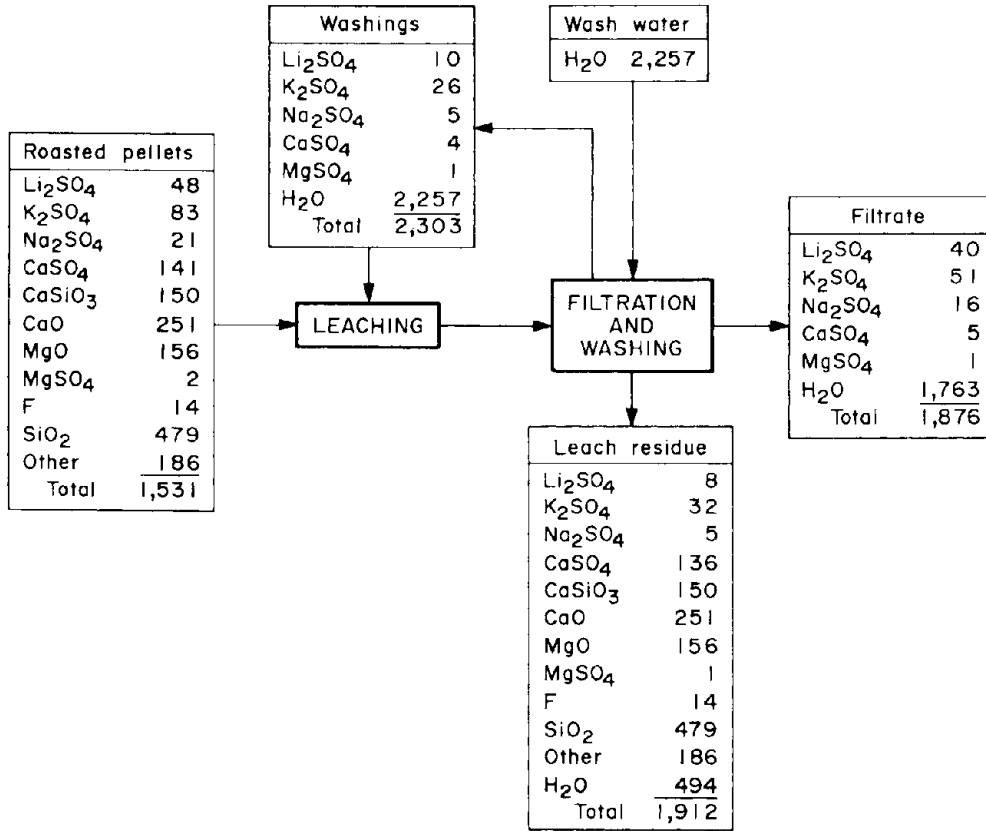 Washings
Li2SO4 10
K2SO4 26
Na2SO4 5
CaSO4 4
MgSO4 1
H2O 2,257
Total 2,303
Wash water
H2O 2,257
Roasted pellets
Li2SO4 48
K2SO4 83
Na2SO4 21
CaSO4 141
CaSiO3 150
CaO 251
MgO 156
MgSO4 2
F 14
SiO2 479
Other 186
Total 1,531
LEACHING
FILTRATION
AND
WASHING
Filtrate
Li2SO4 40
K2SO4 51
Na2SO4 16
CaSO4 5
MgSO4 1
H2O 1,763
Total 1,876
Leach residue
Li2SO4 8
K2SO4 32
Na2SO4 5
CaSO4 136
CaSiO3 150
CaO 251
MgO 156
MgSO4 1
F 14
SiO2 479
Other 186
H2O 494
Total 1,912